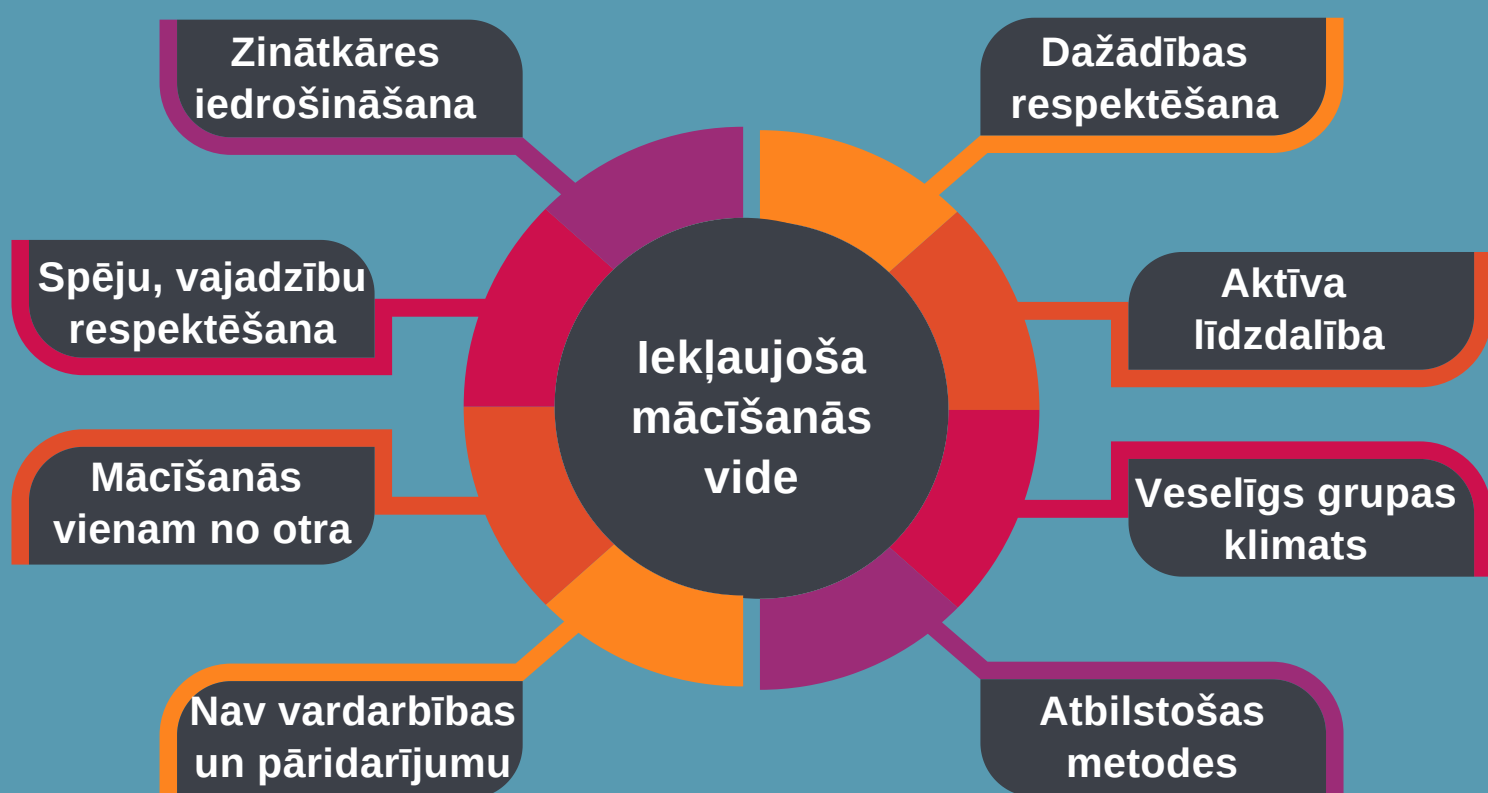 Zinātkāres
iedrošināšana
Dažādības
respektēšana
Spēju, vajadzību
respektēšana
Aktīva
līdzdalība
Iekļaujoša
mācīšanās
vide
Mācīšanās
vienam no otra
Veselīgs grupas
klimats
Nav vardarbības
un pāridarījumu
Atbilstošas
metodes